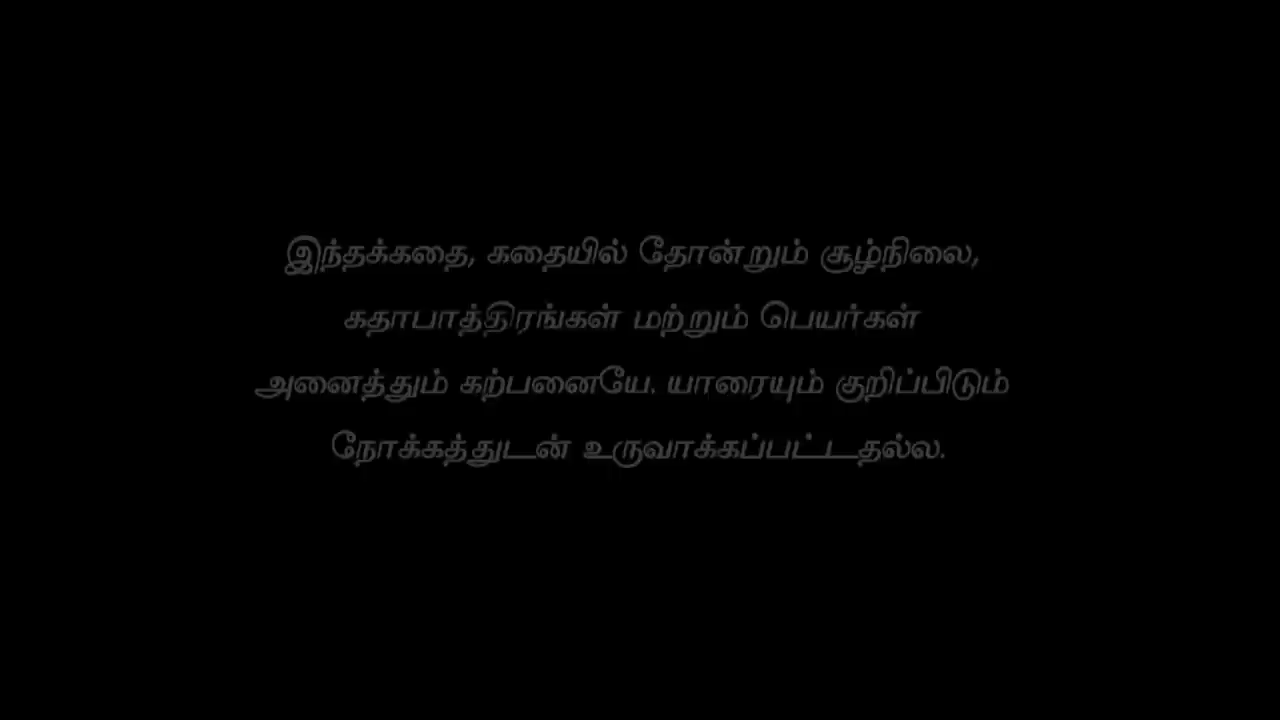 இந்தக்கதை, கதையில் தோன்றும் சூழ்நிலை,
கதாபாத்திரங்கள் மற்றும் பெயர்கள்
அனைத்தும் கற்பனையே. யாரையும் குறிப்பிடும்
நோக்கத்துடன் உருவாக்கப்பட்டதல்ல.